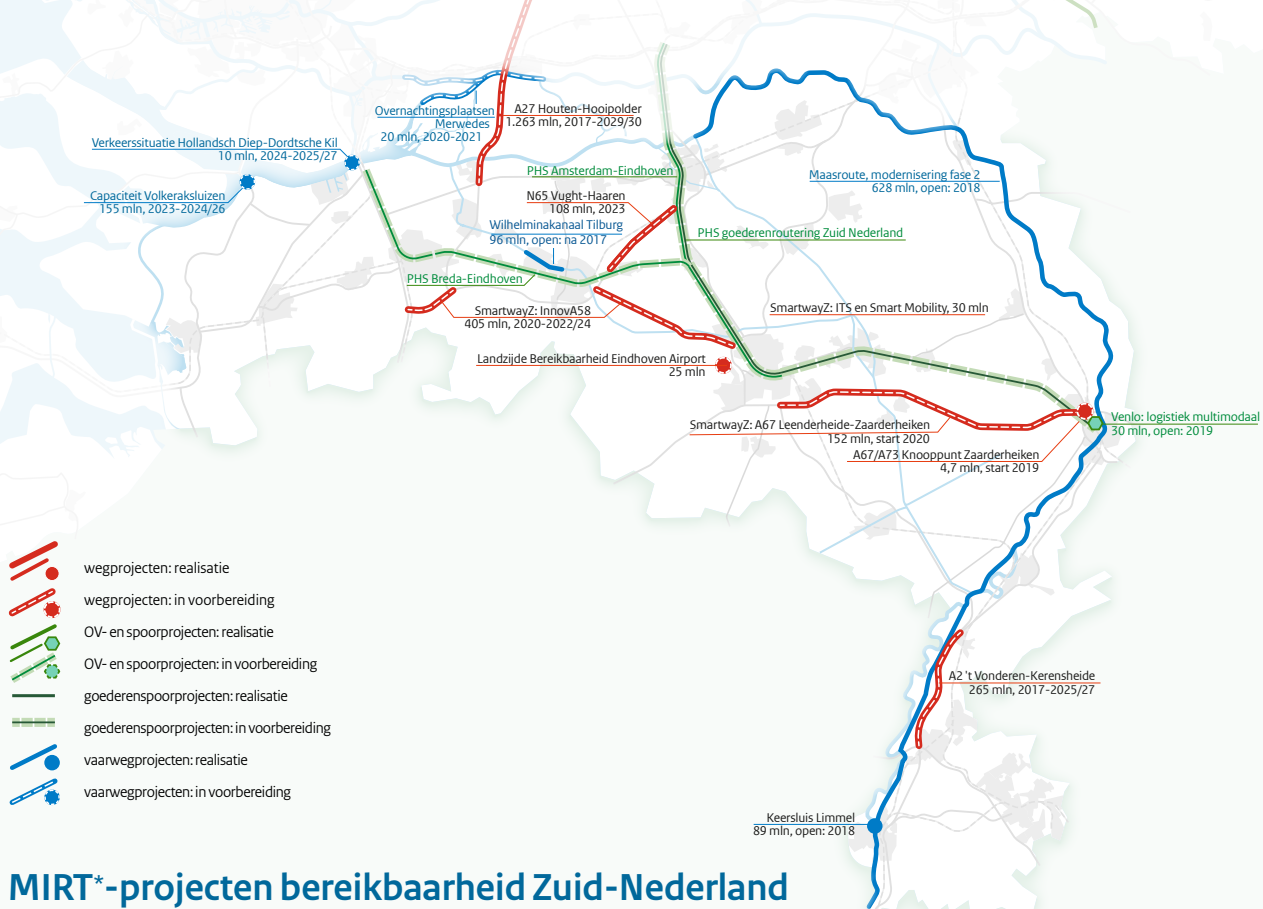 Overnachtingsplaatsen
Merwedes
20 mln, 2020-2021
A27 Houten-Hooipolder
1.263 mln, 2017-2029/30
Verkeerssituatie Hollandsch Diep-Dordtsche Kil
10 mln, 2024-2025/27
Capaciteit Volkeraksluizen
155 mln, 2023-2024/26
PHS Amsterdam-Eindhoven
Maasroute, modernisering fase 2
628 mln, open: 2018
N65 Vught-Haaren
108 mln, 2023
Wilhelminakanaal Tilburg
96 mln, open: na 2017
PHS goederenroutering Zuid Nederland
PHS Breda-Eindhoven
SmartwayZ: InnovA58
405 mln, 2020-2022/24
SmartwayZ: ITS en Smart Mobility, 30 mln
Landzijde Bereikbaarheid Eindhoven Airport
25 mln
SmartwayZ: A67 Leenderheide-Zaarderheiken
152 mln, start 2020
Venlo: logistiek multimodaal
30 mln, open: 2019
A67/A73 Knooppunt Zaarderheiken
4,7 mln, start 2019
wegprojecten: realisatie
wegprojecten: in voorbereiding
OV- en spoorprojecten: realisatie
OV- en spoorprojecten: in voorbereiding
goederenspoorprojecten: realisatie
goederenspoorprojecten: in voorbereiding
vaarwegprojecten: realisatie
vaarwegprojecten: in voorbereiding
A2 't Vonderen-Kerensheide
265 mln, 2017-2025/27
Keersluis Limmel
89 mln, open: 2018
MIRT*-projecten bereikbaarheid Zuid-Nederland